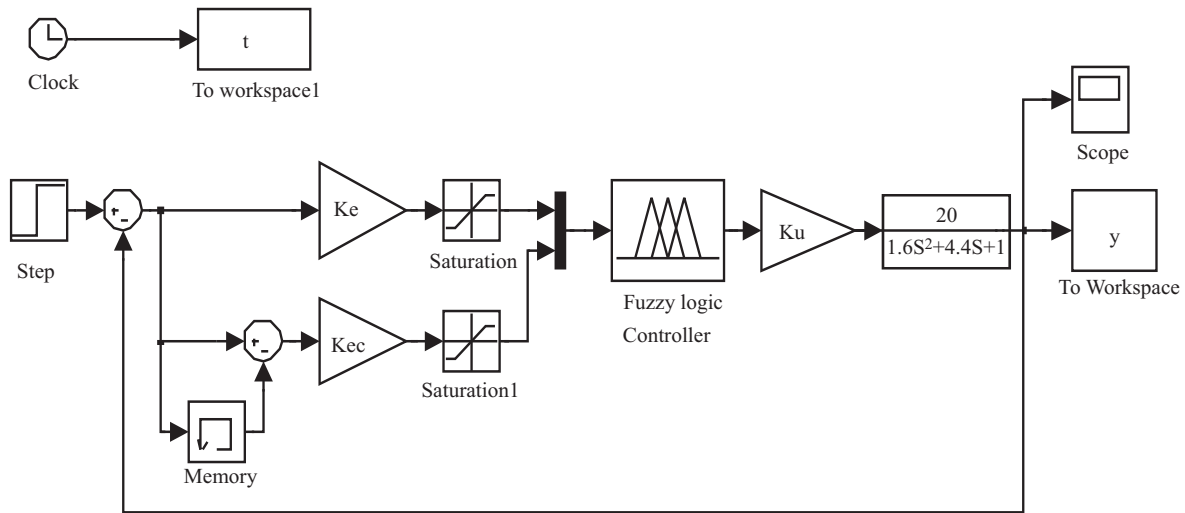 t
Clock
To workspace1
Scope
Step
+
-
Ke
Saturation
Fuzzy logic
Controller
Ku
20
1.6S²+4.4S+1
y
To Workspace
+
-
Kec
Saturation1
Memory